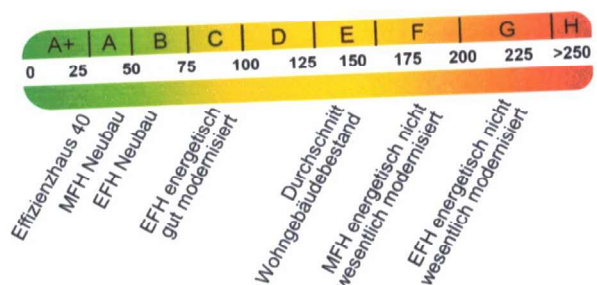 A+ A B C D E F G H
0 25 50 75 100 125 150 175 200 225 >250
Effizienzhaus 40
MFH Neubau
EFH Neubau
EFH energetisch
gut modernisiert
Durchschnitt
Wohngebäudebestand
MFH energetisch nicht
wesentlich modernisiert
EFH energetisch nicht
wesentlich modernisiert